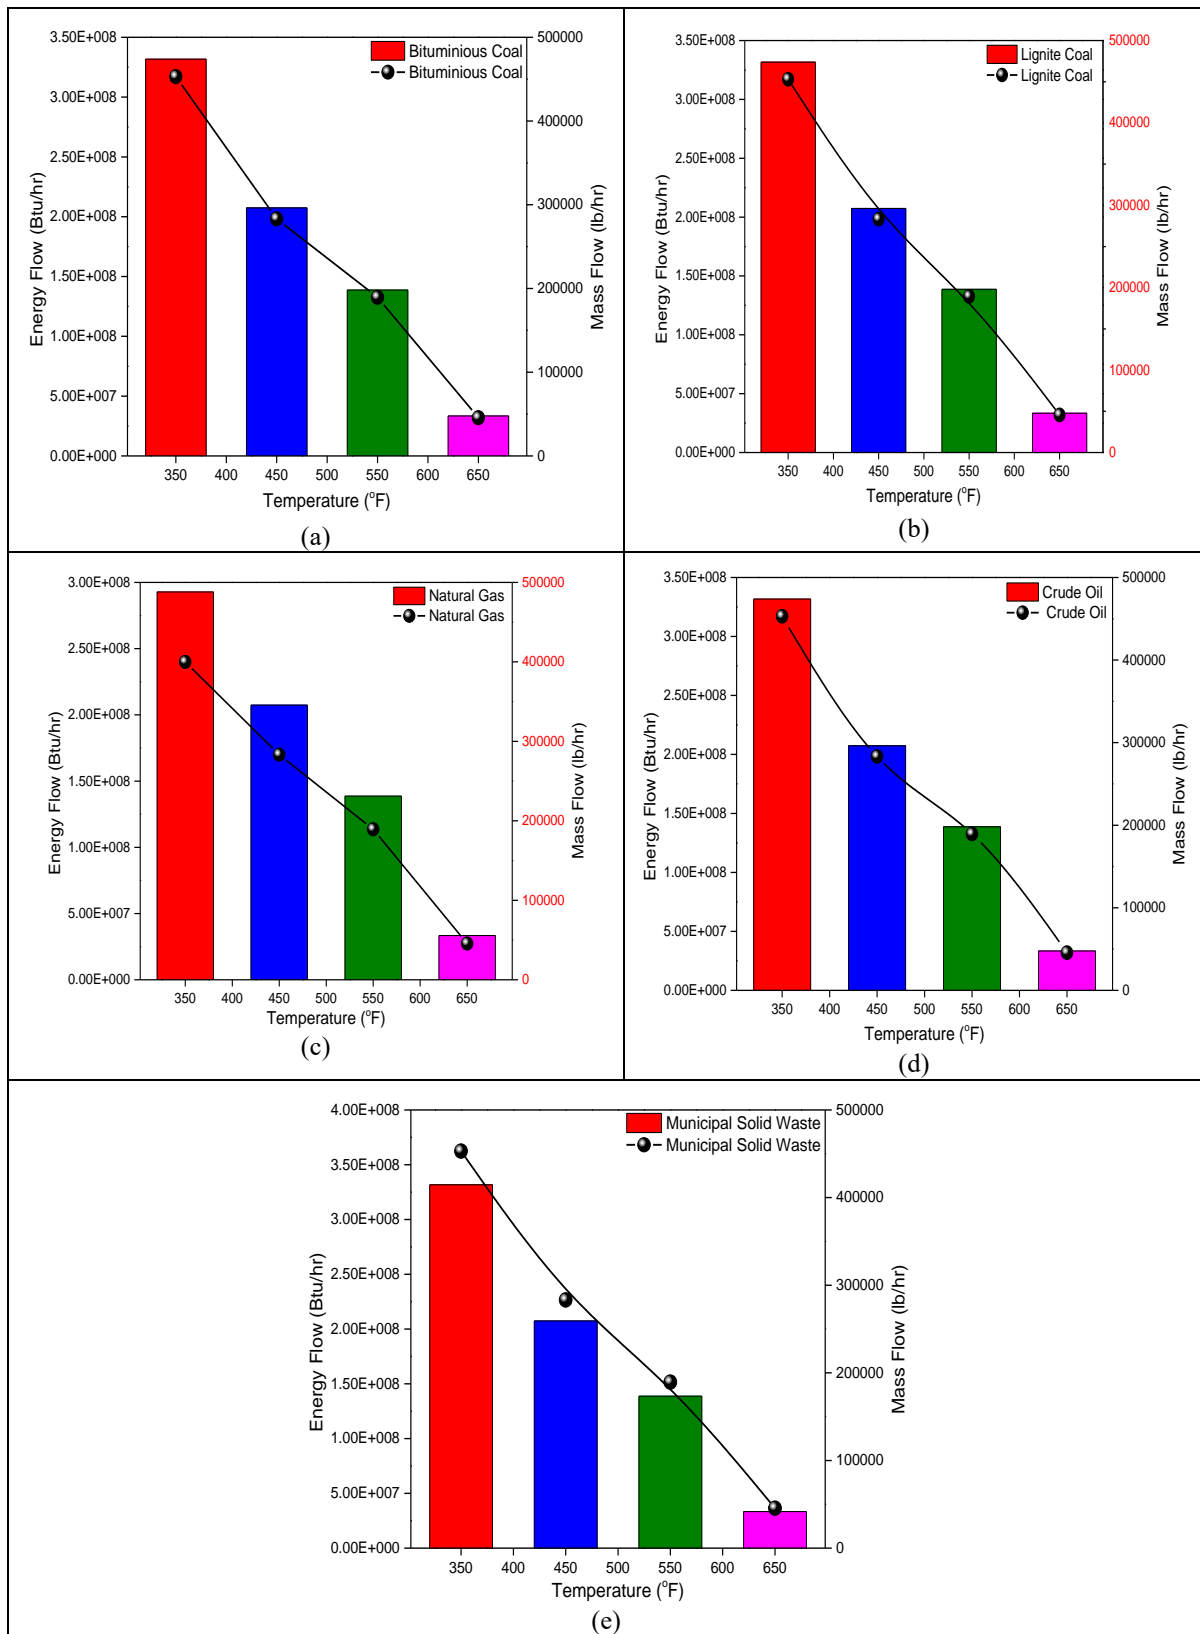 3.50E+008
3.00E+008
2.50E+008
2.00E+008
1.50E+008
1.00E+008
5.00E+007
0.00E+000
Energy Flow (Btu/hr)
Bituminious Coal
Bituminious Coal
500000
400000
300000
200000
100000
0
Mass Flow (lb/hr)
350 400 450 500 550 600 650
Temperature (°F)
(a)
3.50E+008
3.00E+008
2.50E+008
2.00E+008
1.50E+008
1.00E+008
5.00E+007
0.00E+000
Energy Flow (Btu/hr)
Lignite Coal
Lignite Coal
500000
400000
300000
200000
100000
0
Mass Flow (lb/hr)
350 400 450 500 550 600 650
Temperature (°F)
(b)
3.00E+008
2.50E+008
2.00E+008
1.50E+008
1.00E+008
5.00E+007
0.00E+000
Energy Flow (Btu/hr)
Natural Gas
Natural Gas
500000
400000
300000
200000
100000
0
Mass Flow (lb/hr)
350 400 450 500 550 600 650
Temperature (°F)
(c)
3.50E+008
3.00E+008
2.50E+008
2.00E+008
1.50E+008
1.00E+008
5.00E+007
0.00E+000
Energy Flow (Btu/hr)
Crude Oil
Crude Oil
500000
400000
300000
200000
100000
0
Mass Flow (lb/hr)
350 400 450 500 550 600 650
Temperature (°F)
(d)
4.00E+008
3.50E+008
3.00E+008
2.50E+008
2.00E+008
1.50E+008
1.00E+008
5.00E+007
0.00E+000
Energy Flow (Btu/hr)
Municipal Solid Waste
Municipal Solid Waste
500000
400000
300000
200000
100000
0
Mass Flow (lb/hr)
350 400 450 500 550 600 650
Temperature (°F)
(e)